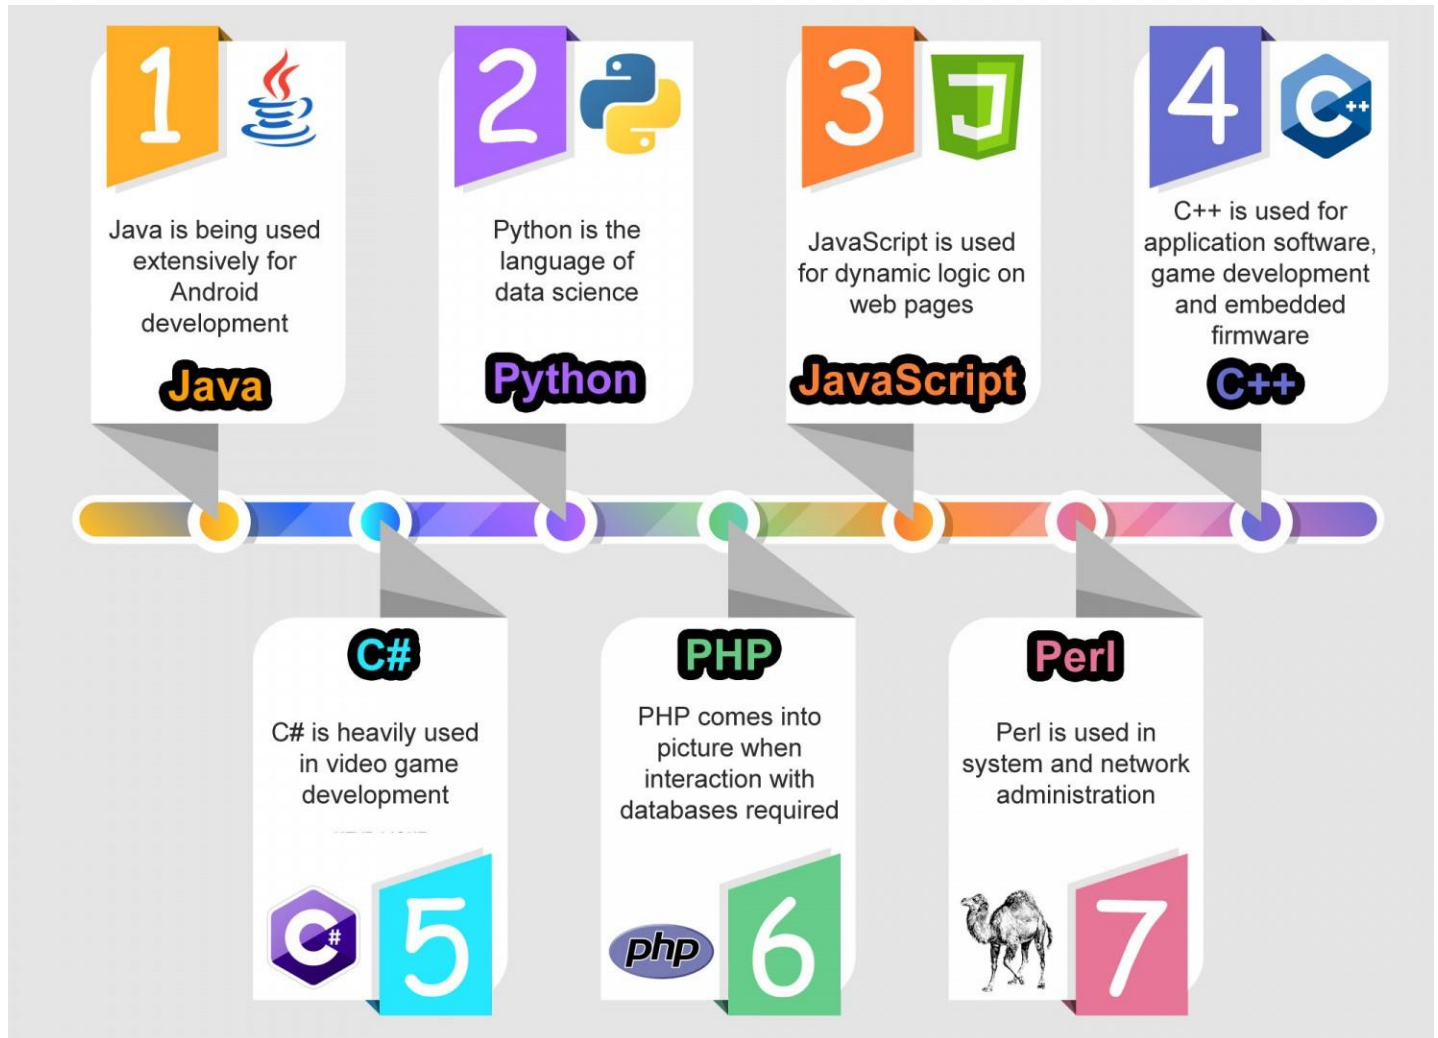 1
Java is being used
extensively for
Android
development
Java
2
Python is the
language of
data science
Python
3
J
JavaScript is used
for dynamic logic on
web pages
JavaScript
4
C++
C++ is used for
application software,
game development
and embedded
firmware
C++
C#
C# is heavily used
in video game
development
C#
5
PHP
PHP comes into
picture when
interaction with
databases required
php
6
Perl
Perl is used in
system and network
administration
7